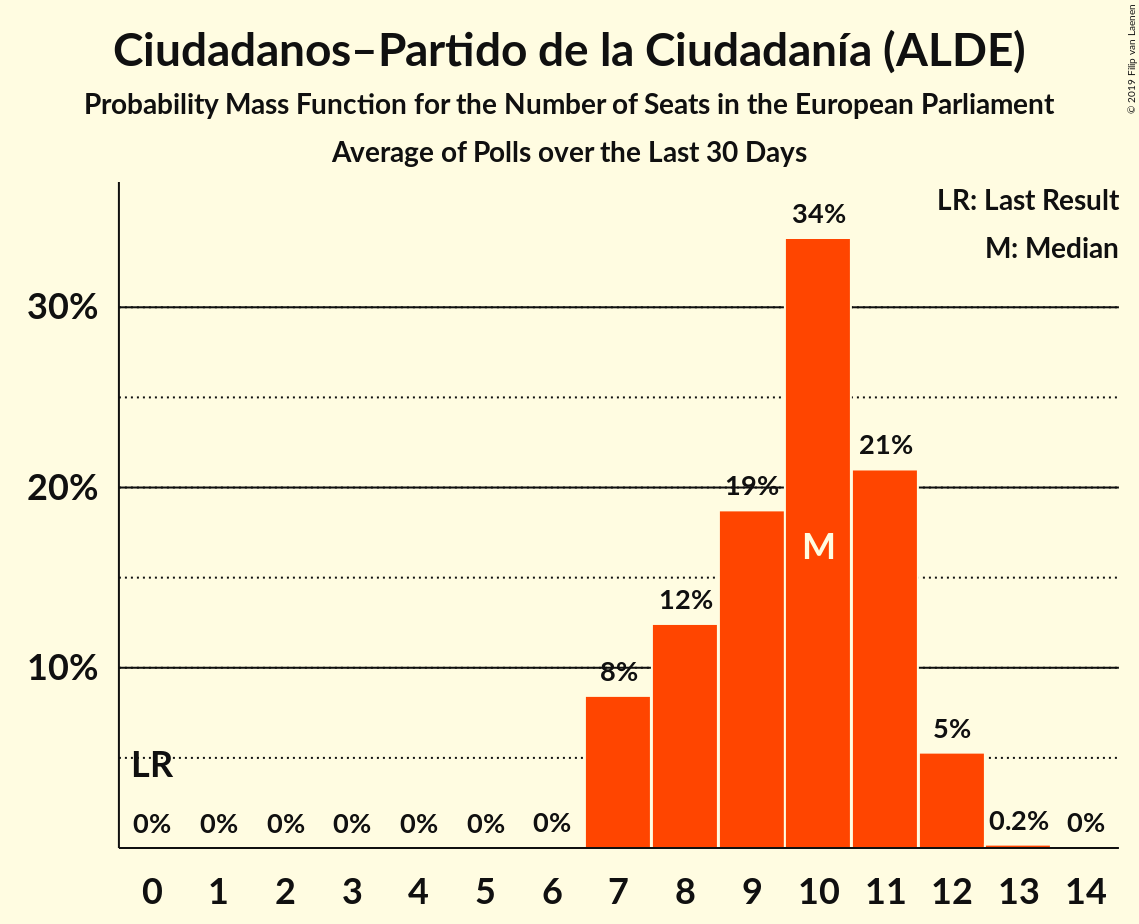 Ciudadanos–Partido de la Ciudadanía (ALDE)
Probability Mass Function for the Number of Seats in the European Parliament
Average of Polls over the Last 30 Days
© 2019 Filip van Laenen
LR: Last Result
M: Median
34%
30%
21%
20%
19%
M
12%
10%
8%
5%
LR
0% 0% 0% 0% 0% 0% 0% 0.2% 0%
0 1 2 3 4 5 6 7 8 9 10 11 12 13 14